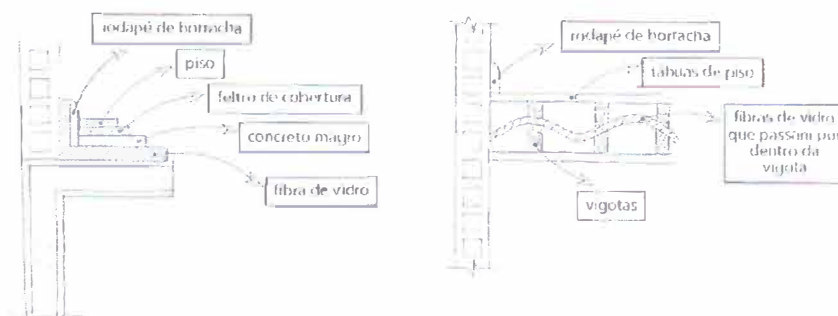 rodapé de borracha
piso
feltro de cobertura
concreto magro
fibra de vidro
rodapé de borracha
tábuas de piso
fibras de vidro
que passam por
dentro da
vigota
vigotas